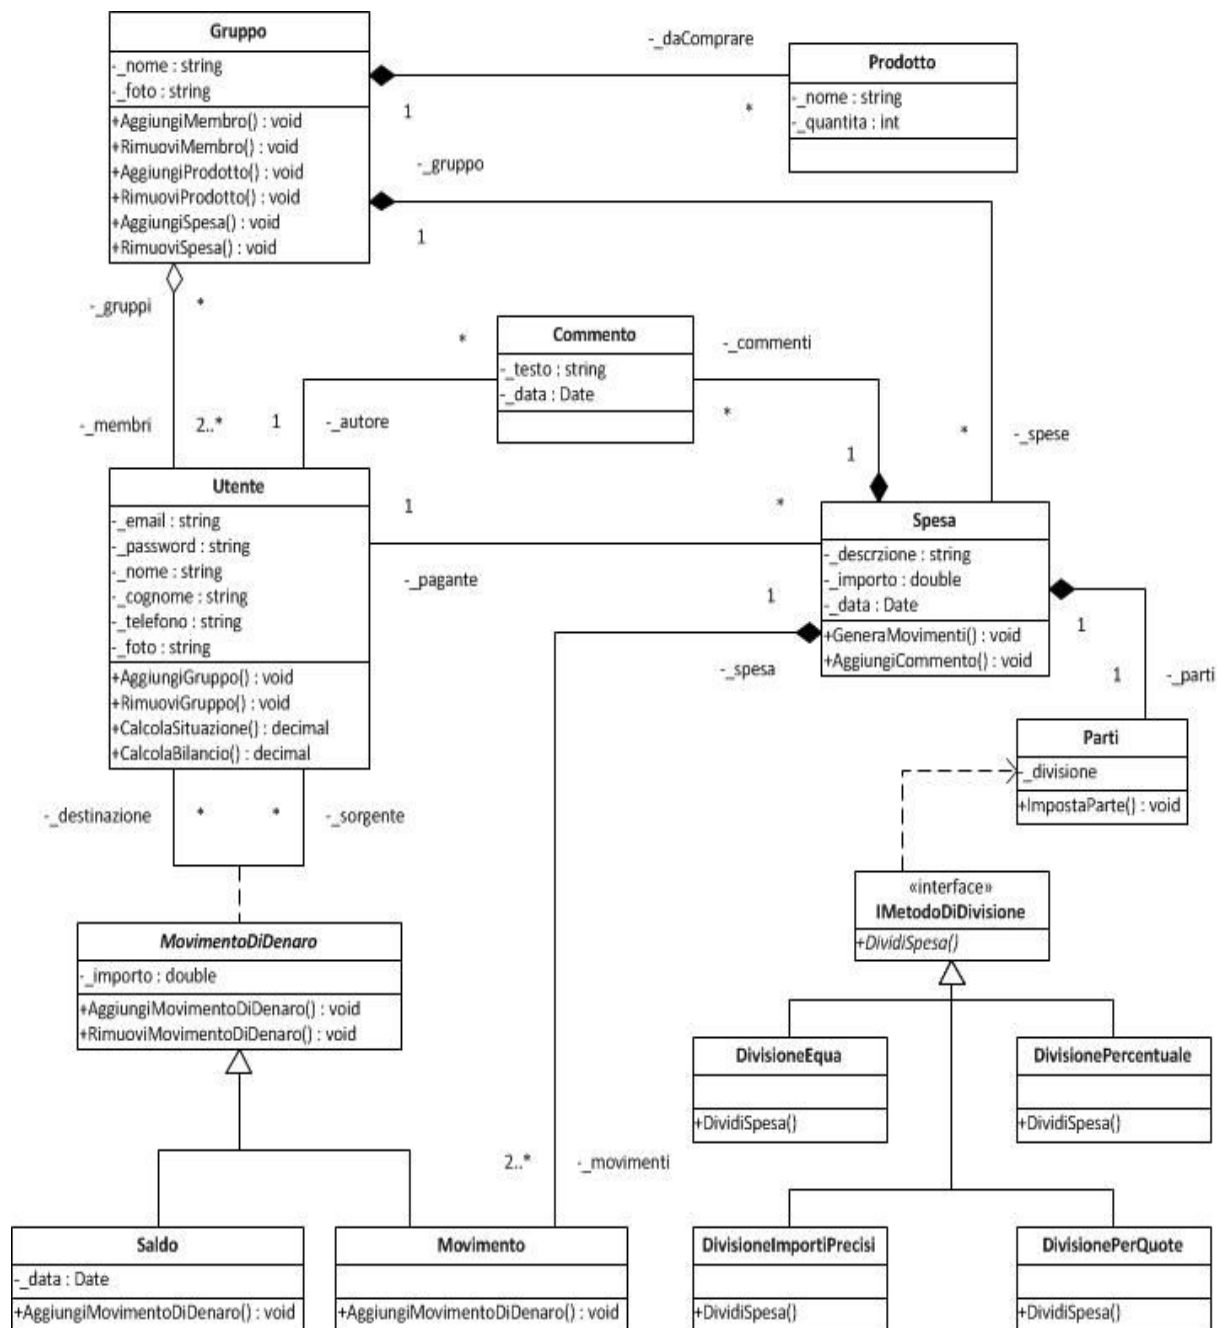 Gruppo
-_nome : string
-_foto : string
+AggiungiMembro() : void
+RimuoviMembro() : void
+AggiungiProdotto() : void
+RimuoviProdotto() : void
+AggiungiSpesa() : void
+RimuoviSpesa() : void
-_daComprare
1
*
Prodotto
-_nome : string
-_quantita : int
-_gruppo
1
-_gruppi
*
*
Commento
-_testo : string
-_data : Date
-_commenti
*
1
*
-_spese
-_membri
2..*
1
-_autore
Utente
-_email : string
-_password : string
-_nome : string
-_cognome : string
-_telefono : string
-_foto : string
+AggiungiGruppo() : void
+RimuoviGruppo() : void
+CalcolaSituazione() : decimal
+CalcolaBilancio() : decimal
1
*
-_pagante
Spesa
-_descrzione : string
-_importo : double
-_data : Date
+GeneraMovimenti() : void
+AggiungiCommento() : void
1
-_spesa
1
1
-_parti
Parti
-_divisione
+ImpostaParte() : void
-_destinazione
*
*
-_sorgente
«interface»
IMetodoDiDivisione
+DividiSpesa()
MovimentoDiDenaro
-_importo : double
+AggiungiMovimentoDiDenaro() : void
+RimuoviMovimentoDiDenaro() : void
DivisioneEqua
+DividiSpesa()
DivisionePercentuale
+DividiSpesa()
2..*
-_movimenti
Saldo
-_data : Date
+AggiungiMovimentoDiDenaro() : void
Movimento
+AggiungiMovimentoDiDenaro() : void
DivisioneImportiPrecisi
+DividiSpesa()
DivisionePerQuote
+DividiSpesa()